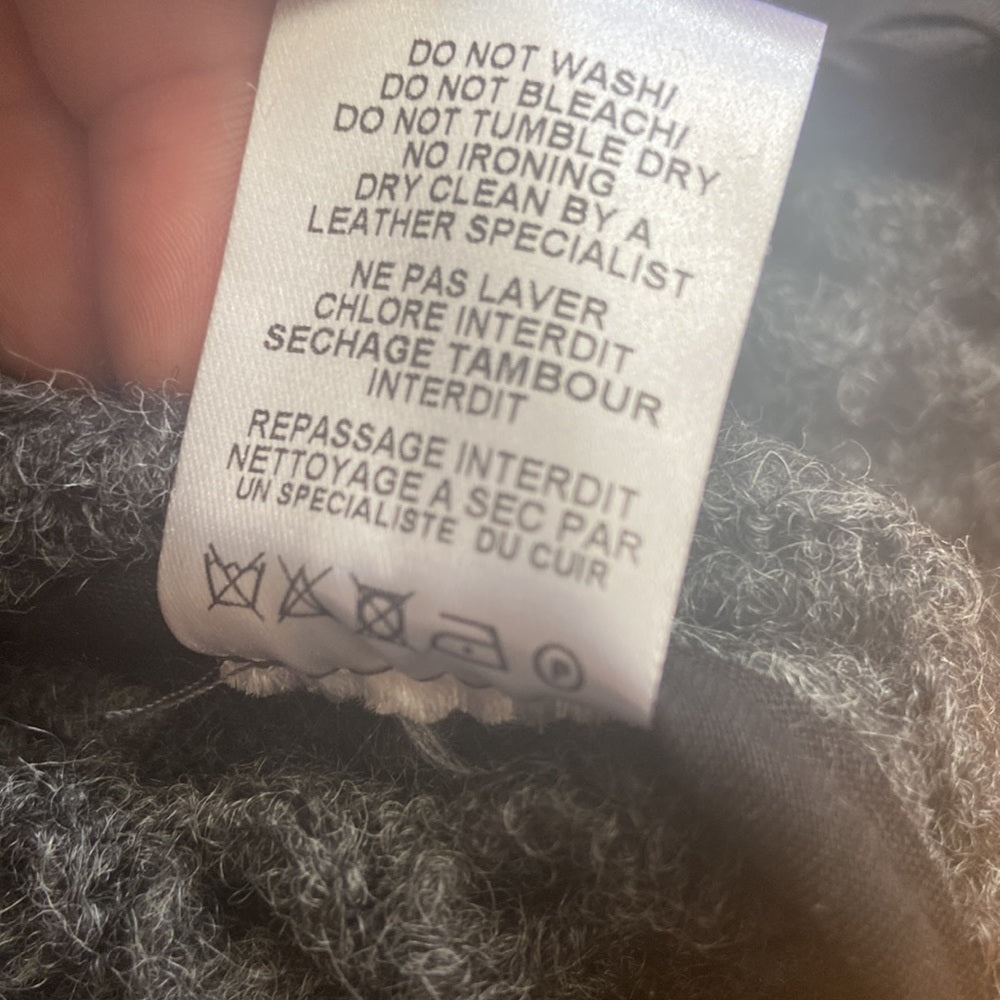 DO NOT WASH/
DO NOT BLEACH/
DO NOT TUMBLE DRY
NO IRONING
DRY CLEAN BY A
LEATHER SPECIALIST
NE PAS LAVER
CHLORE INTERDIT
SECHAGE TAMBOUR
INTERDIT
REPASSAGE INTERDIT
NETTOYAGE A SEC PAR
UN SPECIALISTE DU CUIR
P